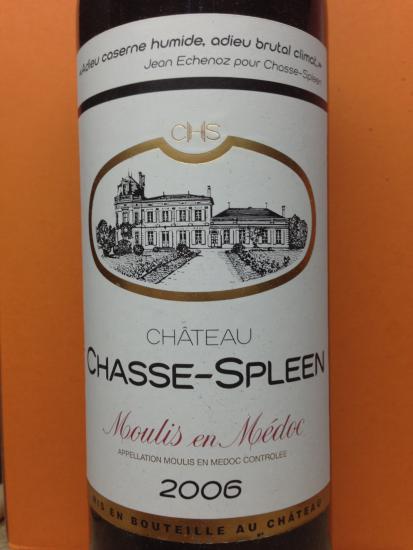 «Adieu caserne humide, adieu brutal climat.»
Jean Echenoz pour Chasse-Spleen
CHS
CHÂTEAU
CHASSE-SPLEEN
Moulis en Médoc
APPELLATION MOULIS EN MEDOC CONTROLEE
2006
MIS EN BOUTEILLE AU CHÂTEAU